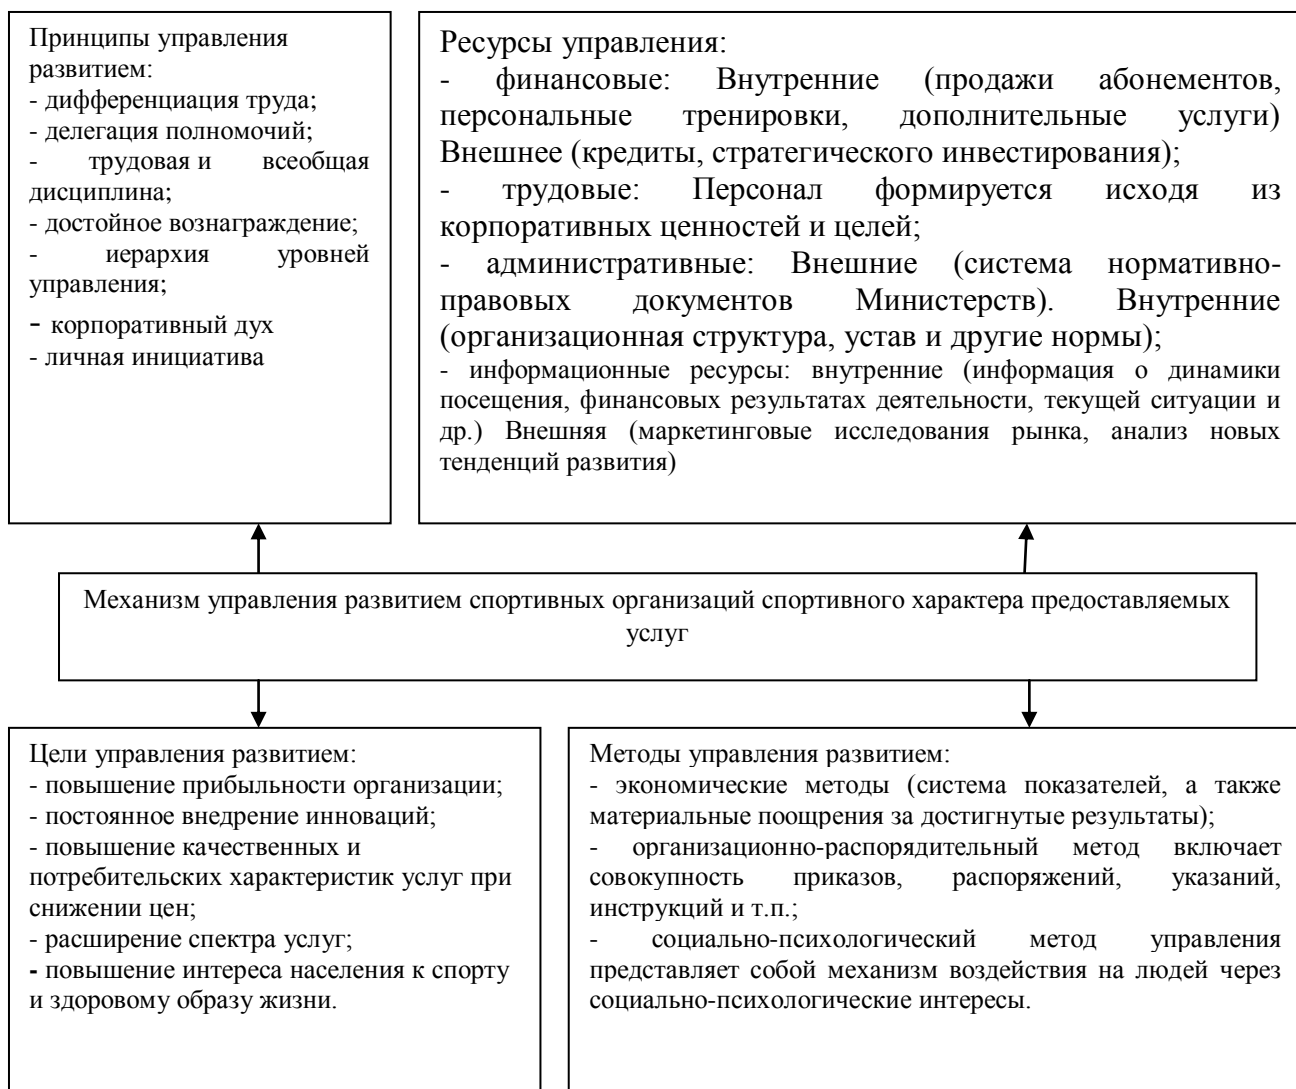 Принципы управления
развитием:
- дифференциация труда;
- делегация полномочий;
- трудовая и всеобщая
дисциплина;
- достойное вознаграждение;
- иерархия уровней
управления;
- корпоративный дух
- личная инициатива
Ресурсы управления:
- финансовые: Внутренние (продажи абонементов,
персональные тренировки, дополнительные услуги)
Внешнее (кредиты, стратегического инвестирования);
- трудовые: Персонал формируется исходя из
корпоративных ценностей и целей;
- административные: Внешние (система нормативно-
правовых документов Министерств). Внутренние
(организационная структура, устав и другие нормы);
- информационные ресурсы: внутренние (информация о динамики
посещения, финансовых результатах деятельности, текущей ситуации и
др.) Внешняя (маркетинговые исследования рынка, анализ новых
тенденций развития)
Механизм управления развитием спортивных организаций спортивного характера предоставляемых
услуг
Цели управления развитием:
- повышение прибыльности организации;
- постоянное внедрение инноваций;
- повышение качественных и
потребительских характеристик услуг при
снижении цен;
- расширение спектра услуг;
- повышение интереса населения к спорту
и здоровому образу жизни.
Методы управления развитием:
- экономические методы (система показателей, а также
материальные поощрения за достигнутые результаты);
- организационно-распорядительный метод включает
совокупность приказов, распоряжений, указаний,
инструкций и т.п.;
- социально-психологический метод управления
представляет собой механизм воздействия на людей через
социально-психологические интересы.